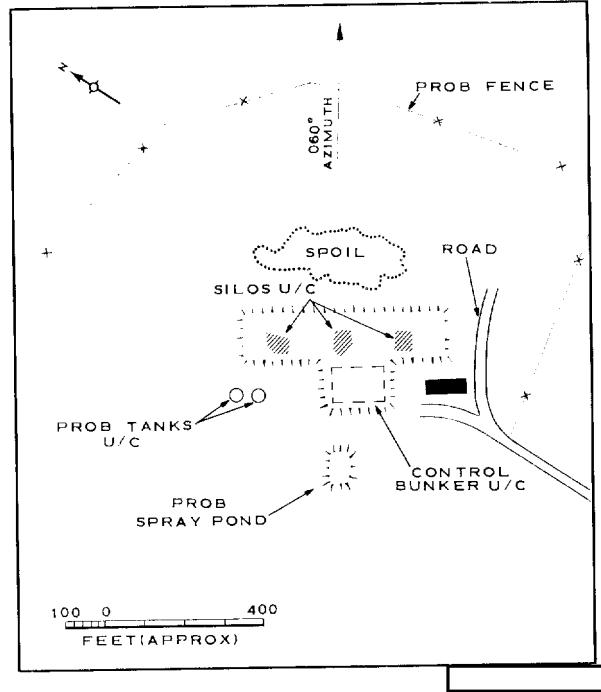 N
060°
AZIMUTH
PROB FENCE
SPOIL
ROAD
SILOS U/C
PROB TANKS
U/C
CONTROL
BUNKER U/C
PROB
SPRAY POND
100 0 400
FEET(APPROX)